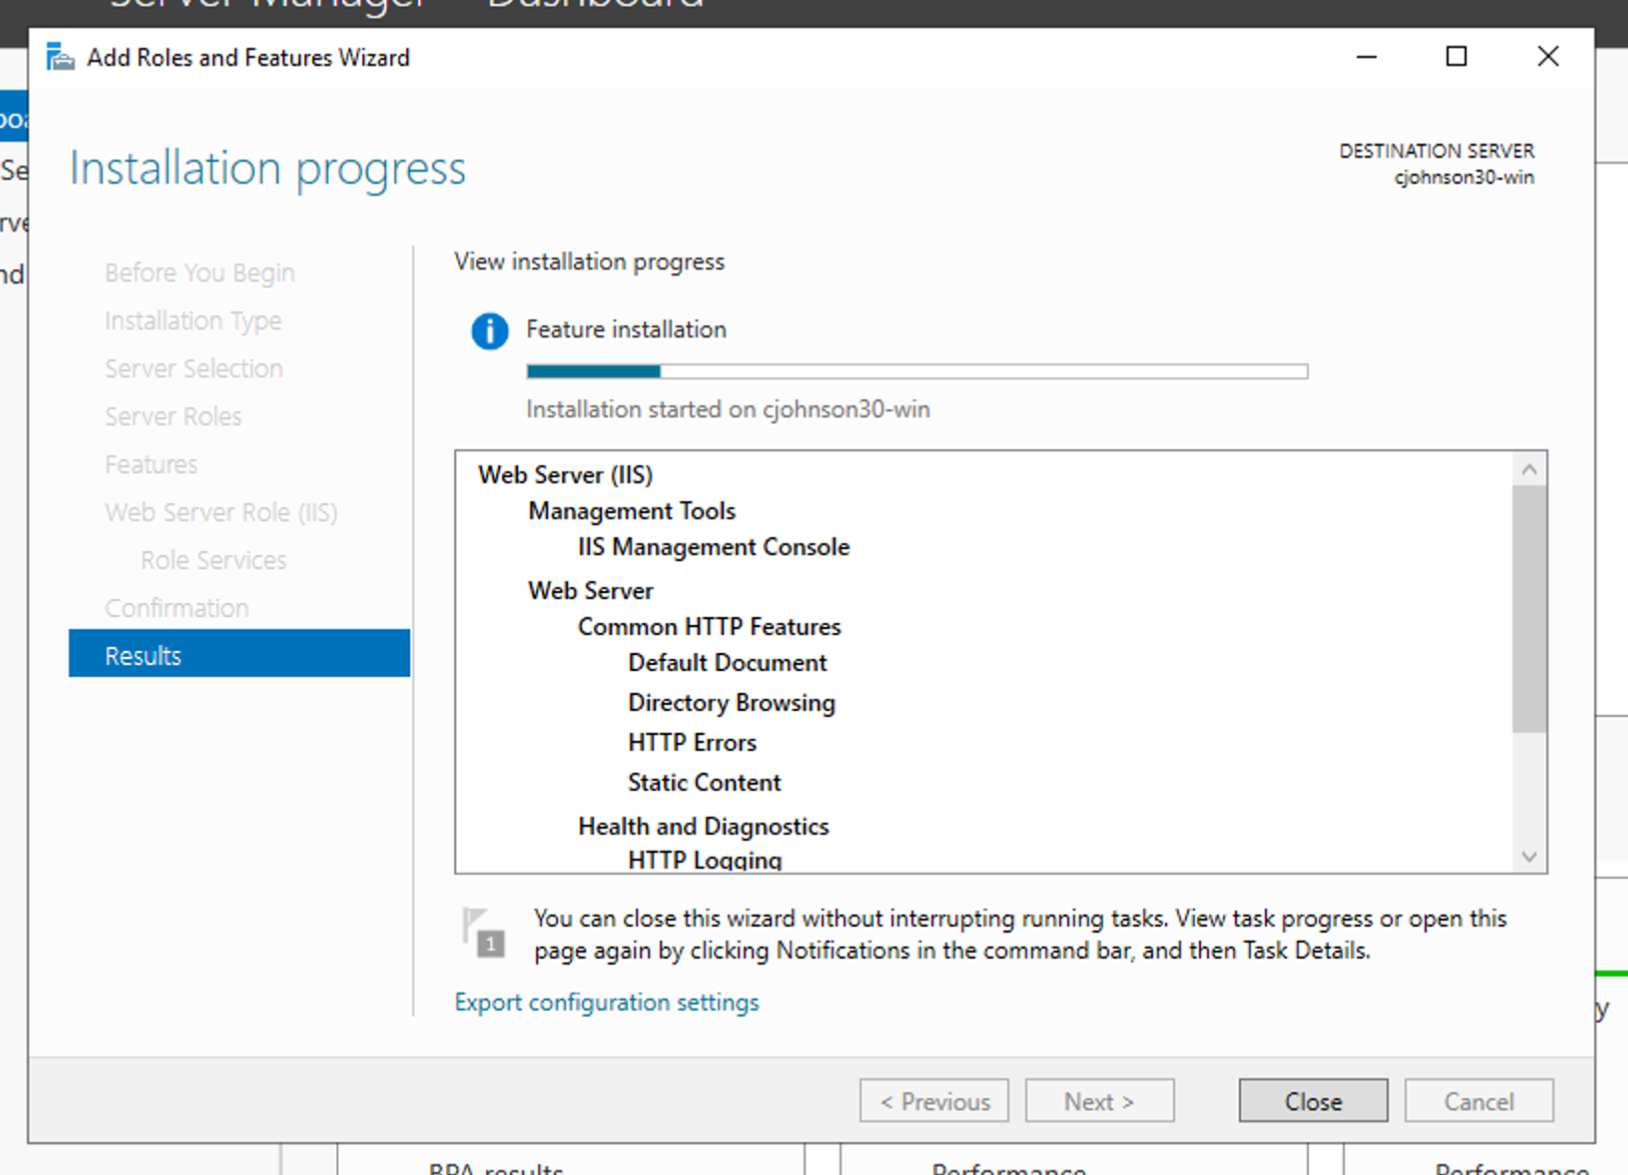 Server Manager Dashboard
Add Roles and Features Wizard
Installation progress
DESTINATION SERVER
cjohnson30-win
Before You Begin
Installation Type
Server Selection
Server Roles
Features
Web Server Role (IIS)
Role Services
Confirmation
Results
View installation progress
Feature installation
Installation started on cjohnson30-win
Web Server (IIS)
Management Tools
IIS Management Console
Web Server
Common HTTP Features
Default Document
Directory Browsing
HTTP Errors
Static Content
Health and Diagnostics
HTTP Logging
1
You can close this wizard without interrupting running tasks. View task progress or open this
page again by clicking Notifications in the command bar, and then Task Details.
Export configuration settings
< Previous
Next >
Close
Cancel
BPA results
Performance
Performance